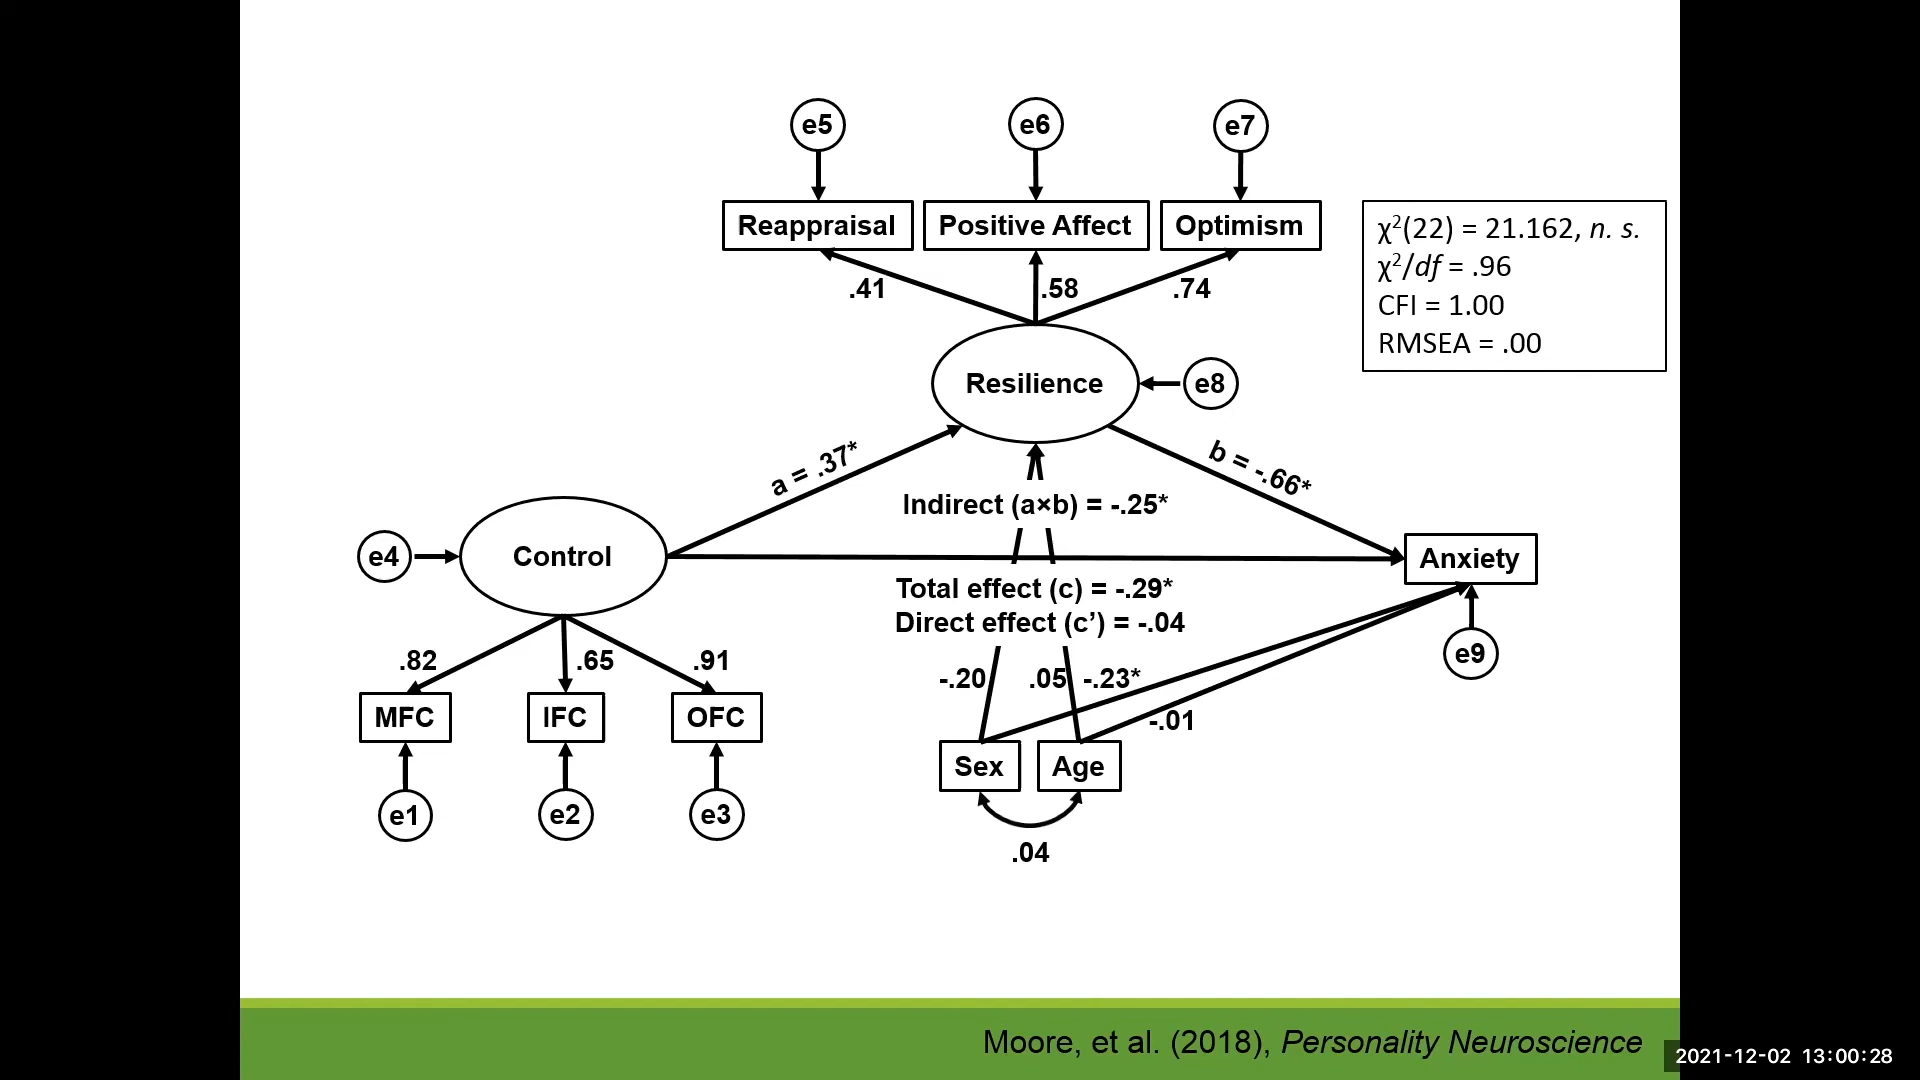 e5
e6
e7
Reappraisal
Positive Affect
Optimism
χ²(22) = 21.162, n. s.
χ²/df = .96
CFI = 1.00
RMSEA = .00
.41
.58
.74
Resilience
e8
a = .37*
b = -.66*
Indirect (a×b) = -.25*
e4
Control
Anxiety
Total effect (c) = -.29*
Direct effect (c’) = -.04
.82
.65
.91
-.20
.05
-.23*
e9
MFC
IFC
OFC
-.01
Sex
Age
e1
e2
e3
.04
Moore, et al. (2018), Personality Neuroscience
2021-12-02 13:00:28